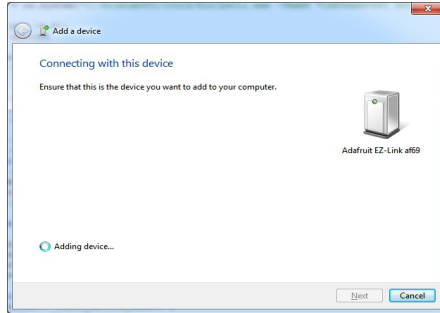 Add a device
Connecting with this device
Ensure that this is the device you want to add to your computer.
Adafruit EZ-Link af69
Adding device...
Next
Cancel